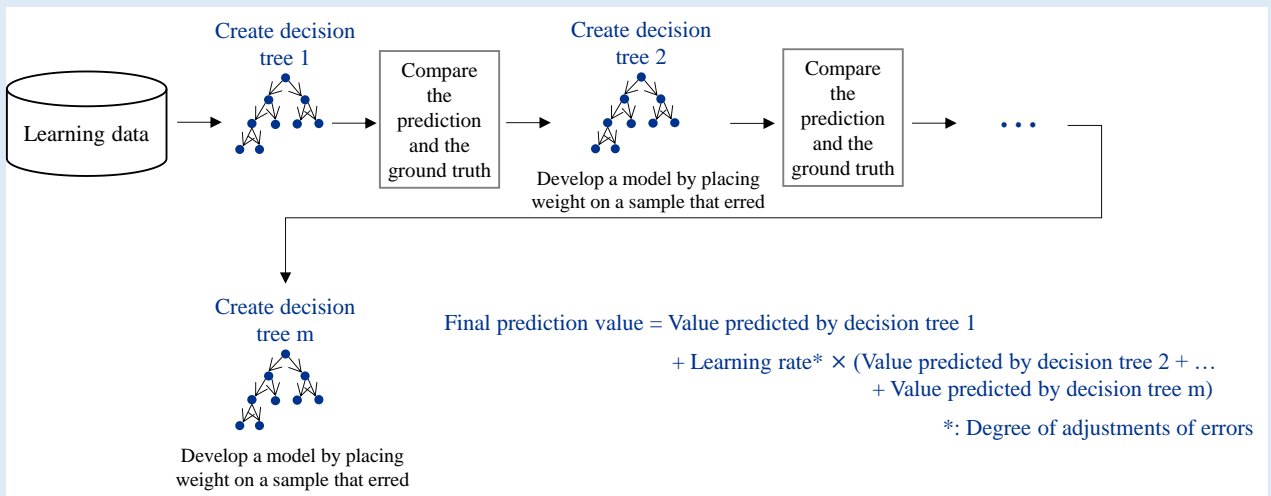 Learning data
Create decision
tree 1
Compare
the
prediction
and the
ground truth
Create decision
tree 2
Develop a model by placing
weight on a sample that erred
Compare
the
prediction
and the
ground truth
...
Create decision
tree m
Develop a model by placing
weight on a sample that erred
Final prediction value = Value predicted by decision tree 1
+ Learning rate* × (Value predicted by decision tree 2 + …
+ Value predicted by decision tree m)
*: Degree of adjustments of errors